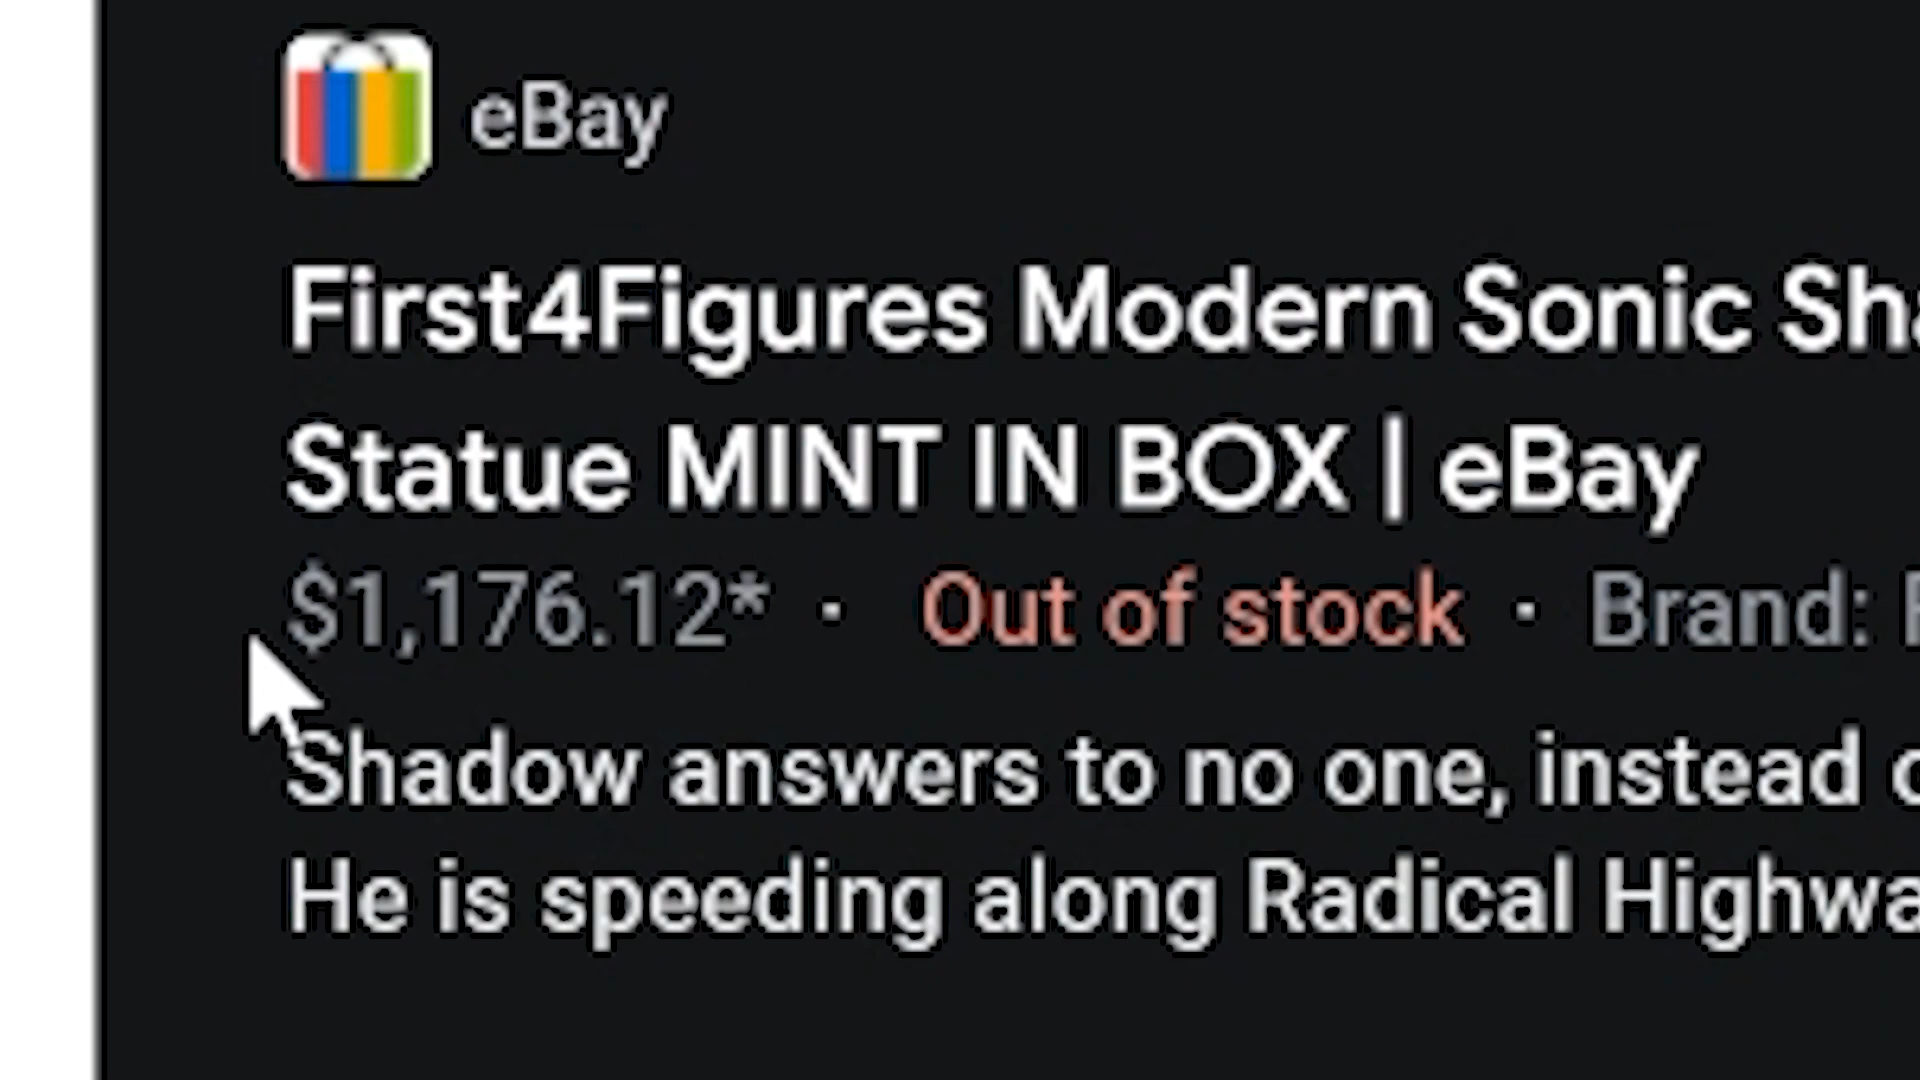 eBay
First4Figures Modern Sonic
Statue MINT IN BOX | eBay
$1,176.12* · Out of stock · Brand:
Shadow answers to no one, instead
He is speeding along Radical